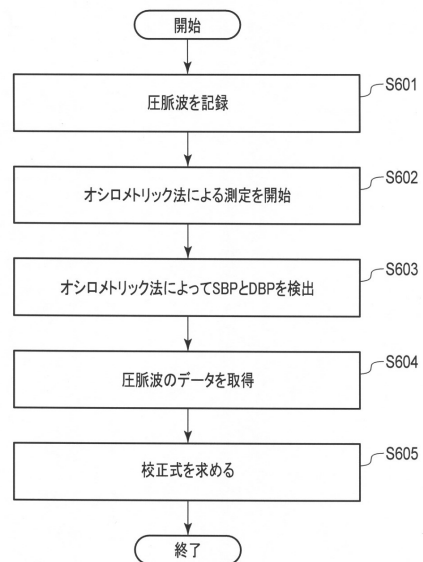 開始
圧脈波を記録
S601
オシロメトリック法による測定を開始
S602
オシロメトリック法によってSBPとDBPを検出
S603
圧脈波のデータを取得
S604
校正式を求める
S605
終了